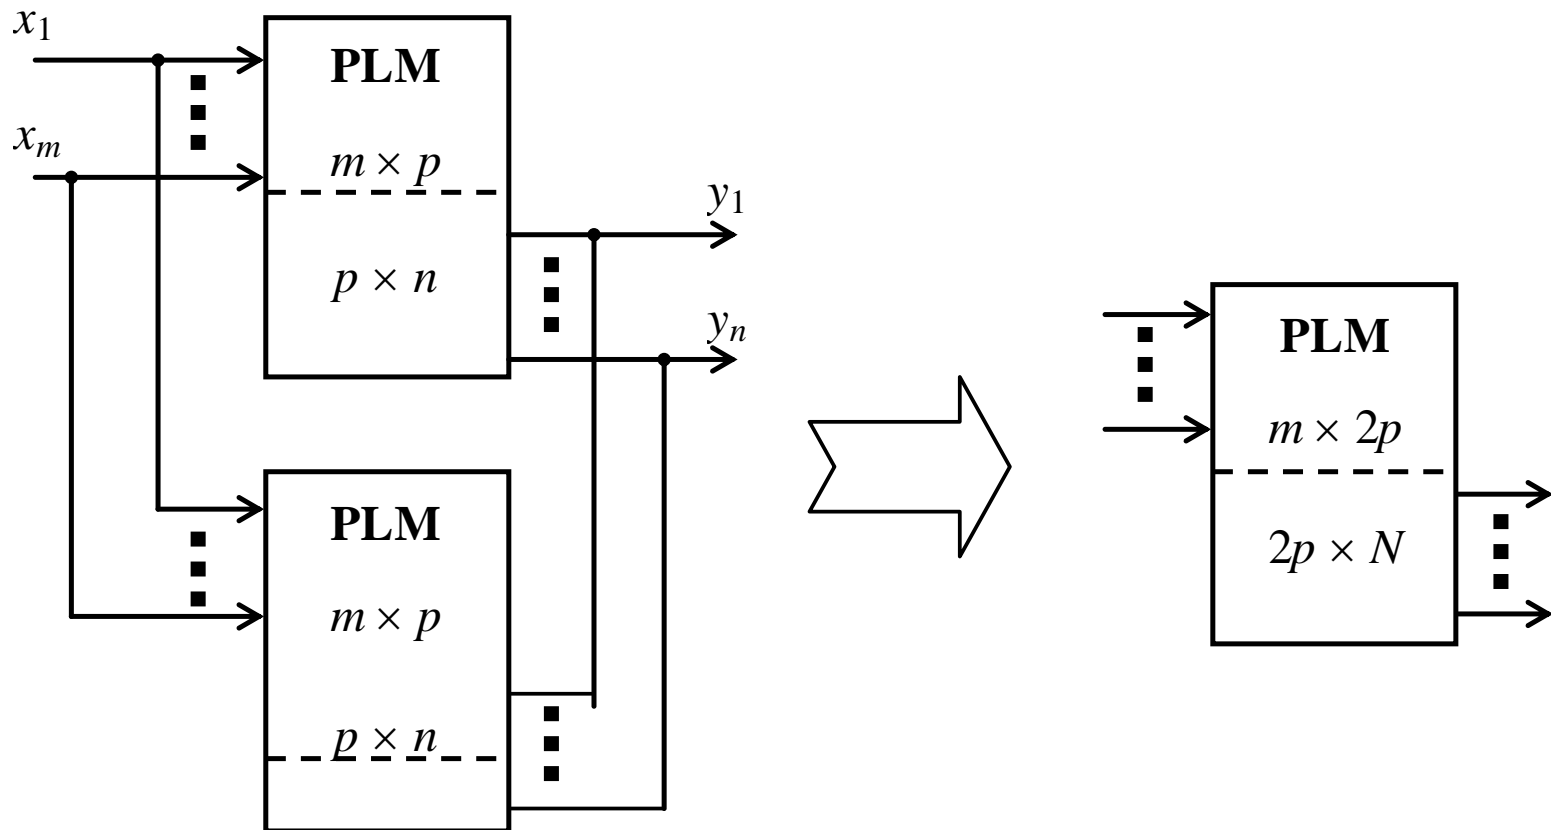 x₁
xₘ
PLM
m × p
p × n
y₁
yₙ
PLM
m × p
p × n
PLM
m × 2p
2p × N